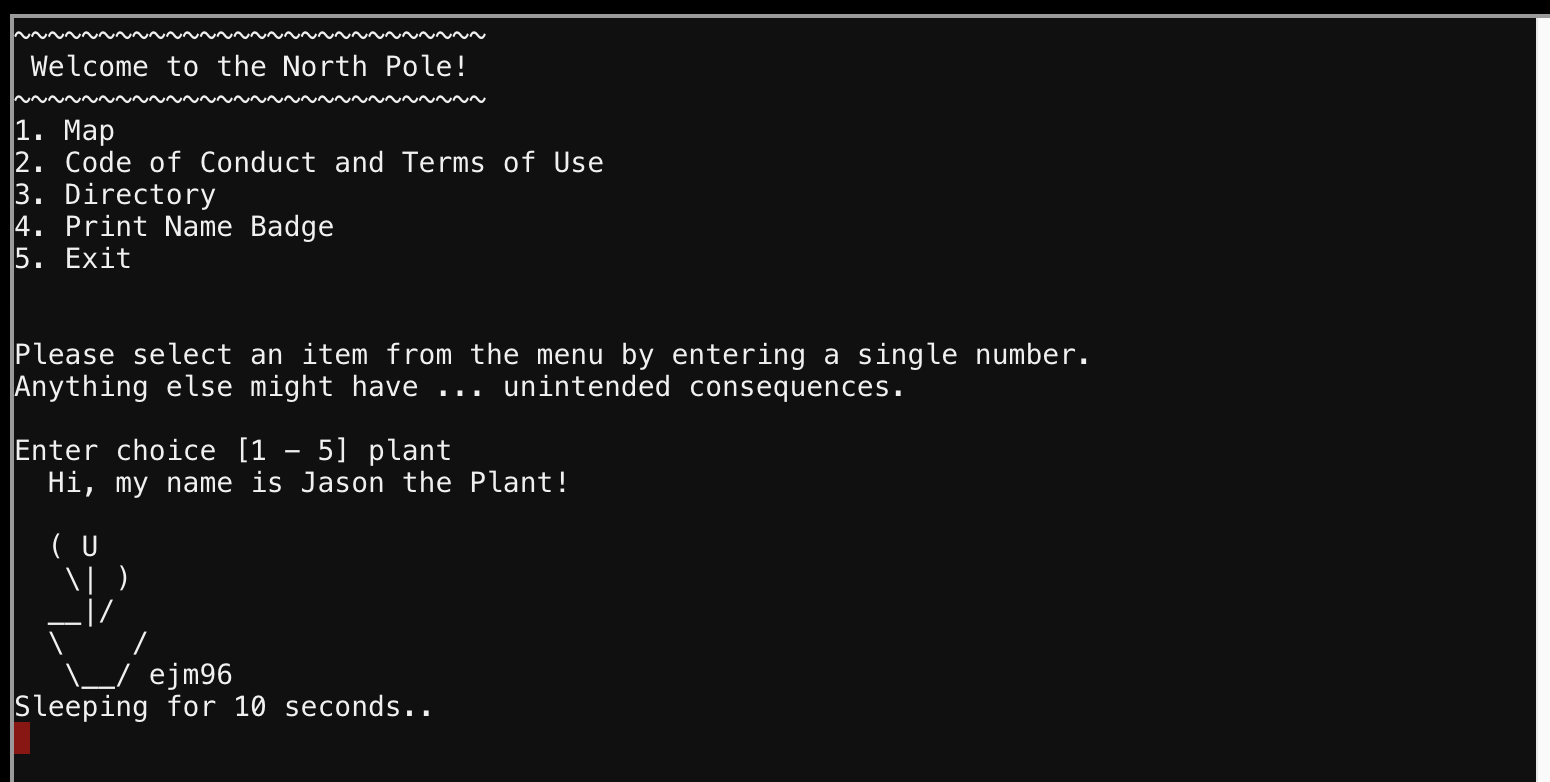 ~~~~~~~~~~~~~~~~~~~~~~~~~~~~
 Welcome to the North Pole!
~~~~~~~~~~~~~~~~~~~~~~~~~~~~
1. Map
2. Code of Conduct and Terms of Use
3. Directory
4. Print Name Badge
5. Exit
Please select an item from the menu by entering a single number.
Anything else might have ... unintended consequences.
Enter choice [1 - 5] plant
  Hi, my name is Jason the Plant!
  ( U
   \| )
  __|/
  \    /
   \__/ ejm96
Sleeping for 10 seconds..